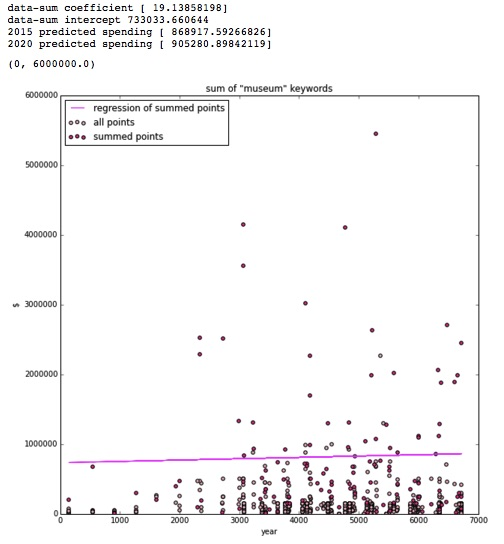 data-sum coefficient [ 19.13858198]
data-sum intercept 733033.660644
2015 predicted spending [ 868917.59266826]
2020 predicted spending [ 905280.89842119]
(0, 6000000.0)
sum of "museum" keywords
regression of summed points
all points
summed points
6000000
5000000
4000000
3000000
2000000
1000000
0
$
0 1000 2000 3000 4000 5000 6000 7000
year